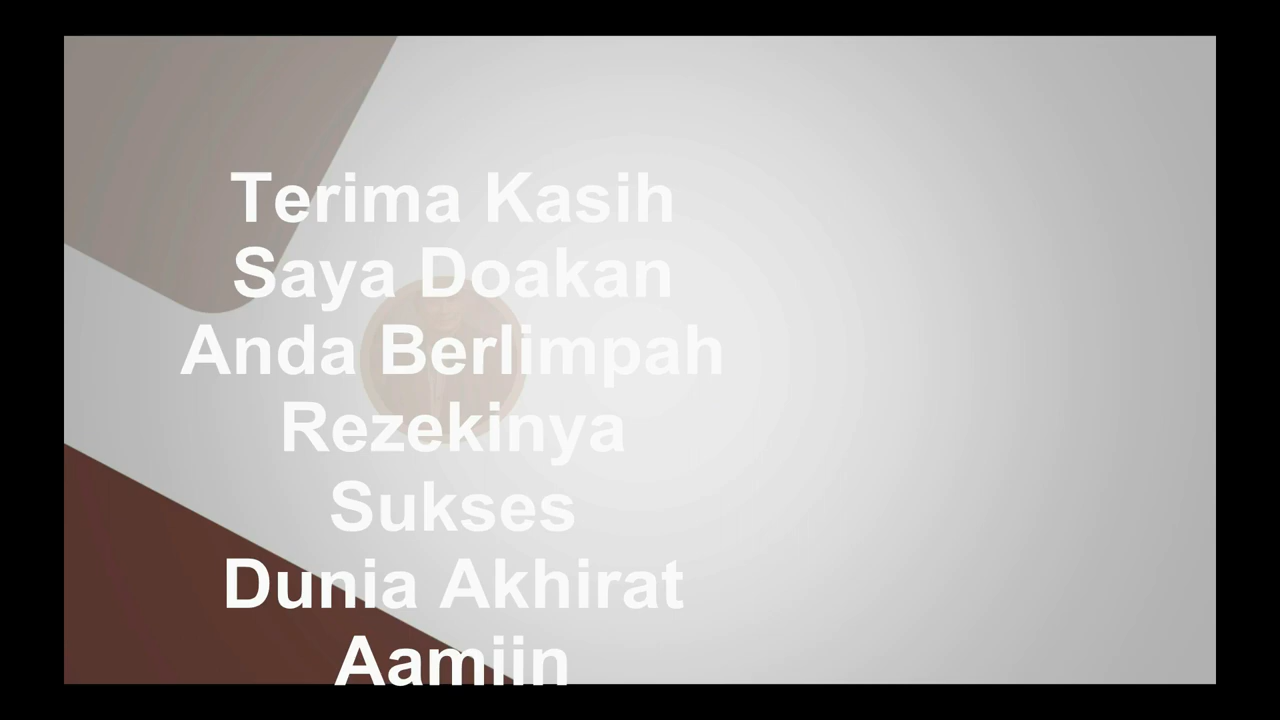 Terima Kasih
Saya Doakan
Anda Berlimpah
Rezekinya
Sukses
Dunia Akhirat
Aamiin